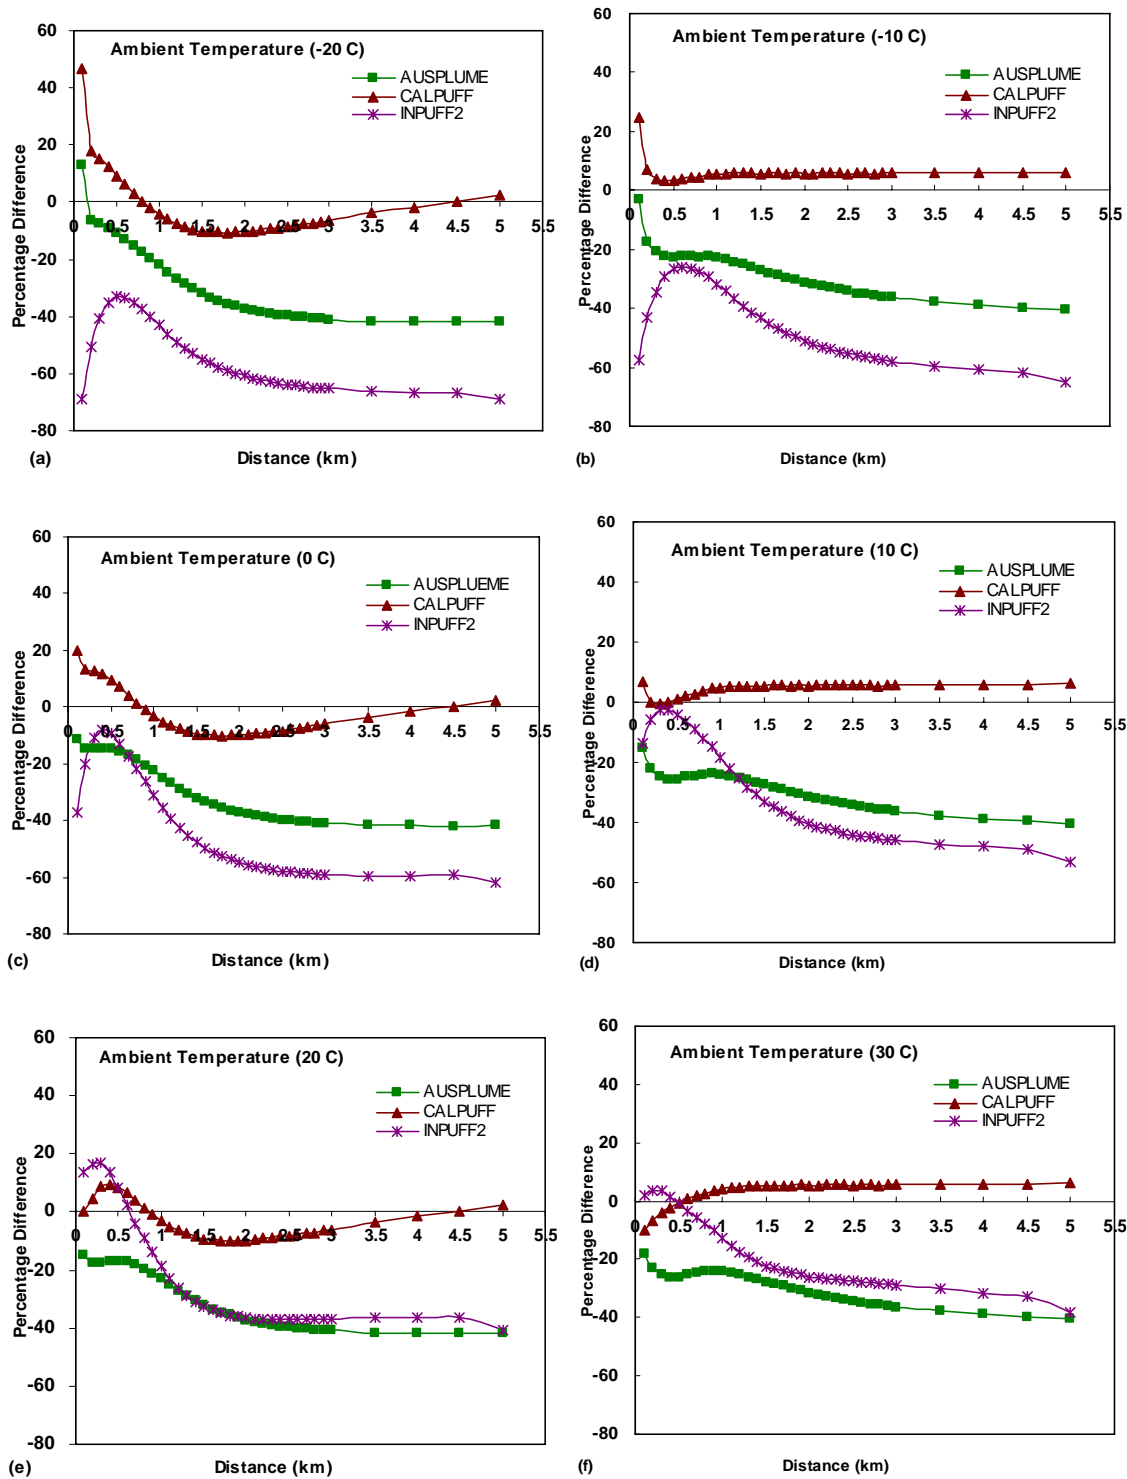 Ambient Temperature (-20 C)
AUSPLUME
CALPUFF
INPUFF2
Percentage Difference
60
40
20
0
-20
-40
-60
-80
0 0.5 1 1.5 2 2.5 3 3.5 4 4.5 5 5.5
(a) Distance (km)
Ambient Temperature (-10 C)
AUSPLUME
CALPUFF
INPUFF2
Percentage Difference
60
40
20
0
-20
-40
-60
-80
0 0.5 1 1.5 2 2.5 3 3.5 4 4.5 5 5.5
(b) Distance (km)
Ambient Temperature (0 C)
AUSPLUEME
CALPUFF
INPUFF2
Percentage Difference
60
40
20
0
-20
-40
-60
-80
0 0.5 1 1.5 2 2.5 3 3.5 4 4.5 5 5.5
(c) Distance (km)
Ambient Temperature (10 C)
AUSPLUME
CALPUFF
INPUFF2
Percentage Difference
60
40
20
0
-20
-40
-60
-80
0 0.5 1 1.5 2 2.5 3 3.5 4 4.5 5 5.5
(d) Distance (km)
Ambient Temperature (20 C)
AUSPLUME
CALPUFF
INPUFF2
Percentage Difference
60
40
20
0
-20
-40
-60
-80
0 0.5 1 1.5 2 2.5 3 3.5 4 4.5 5 5.5
(e) Distance (km)
Ambient Temperature (30 C)
AUSPLUME
CALPUFF
INPUFF2
Percentage Difference
60
40
20
0
-20
-40
-60
-80
0 0.5 1 1.5 2 2.5 3 3.5 4 4.5 5 5.5
(f) Distance (km)